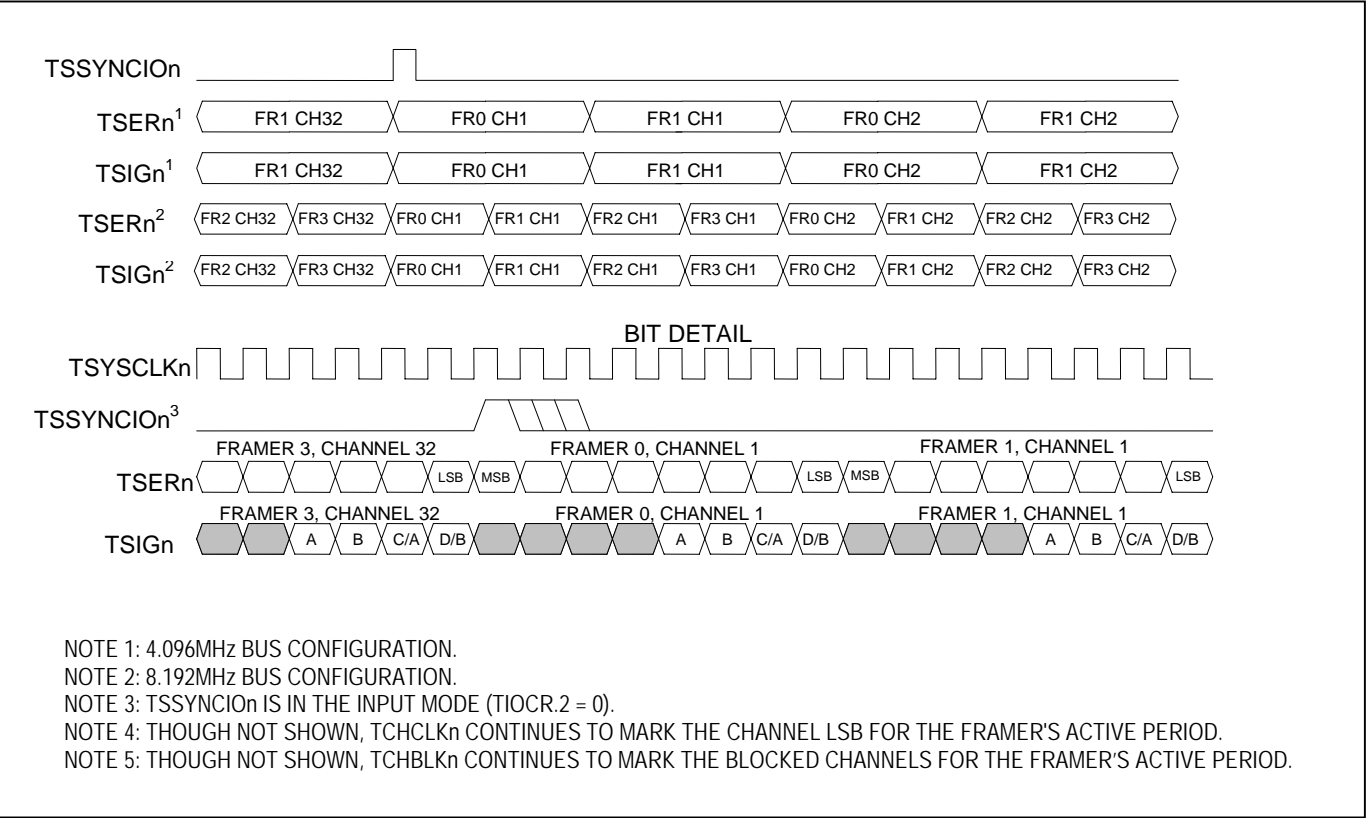 TSSYNCIOn
TSERn1 FR1 CH32 FR0 CH1 FR1 CH1 FR0 CH2 FR1 CH2
TSIGn1 FR1 CH32 FR0 CH1 FR1 CH1 FR0 CH2 FR1 CH2
TSERn2 FR2 CH32 FR3 CH32 FR0 CH1 FR1 CH1 FR2 CH1 FR3 CH1 FR0 CH2 FR1 CH2 FR2 CH2 FR3 CH2
TSIGn2 FR2 CH32 FR3 CH32 FR0 CH1 FR1 CH1 FR2 CH1 FR3 CH1 FR0 CH2 FR1 CH2 FR2 CH2 FR3 CH2
BIT DETAIL
TSYSCLKn
TSSYNCIOn3
FRAMER 3, CHANNEL 32 FRAMER 0, CHANNEL 1 FRAMER 1, CHANNEL 1
TSERn LSB MSB LSB MSB LSB
FRAMER 3, CHANNEL 32 FRAMER 0, CHANNEL 1 FRAMER 1, CHANNEL 1
TSIGn A B C/A D/B A B C/A D/B A B C/A D/B
NOTE 1: 4.096MHz BUS CONFIGURATION.
NOTE 2: 8.192MHz BUS CONFIGURATION.
NOTE 3: TSSYNCIOn IS IN THE INPUT MODE (TIOCR.2 = 0).
NOTE 4: THOUGH NOT SHOWN, TCHCLKn CONTINUES TO MARK THE CHANNEL LSB FOR THE FRAMER'S ACTIVE PERIOD.
NOTE 5: THOUGH NOT SHOWN, TCHBLKn CONTINUES TO MARK THE BLOCKED CHANNELS FOR THE FRAMER’S ACTIVE PERIOD.